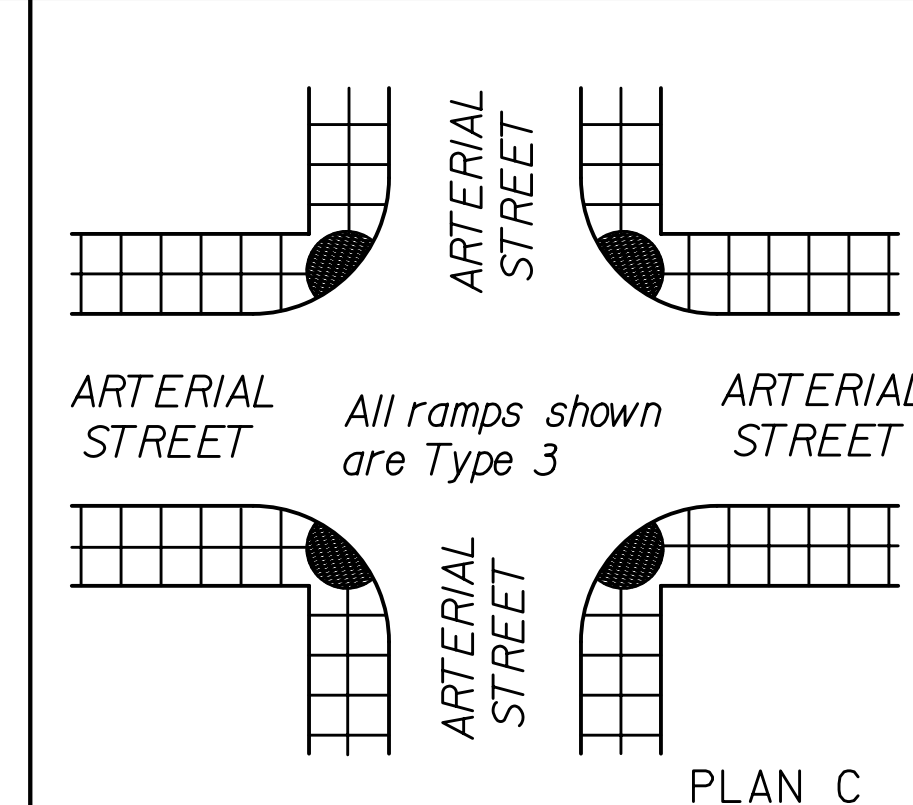 ARTERIAL
STREET
ARTERIAL
STREET
All ramps shown
are Type 3
ARTERIAL
STREET
ARTERIAL
STREET
PLAN C